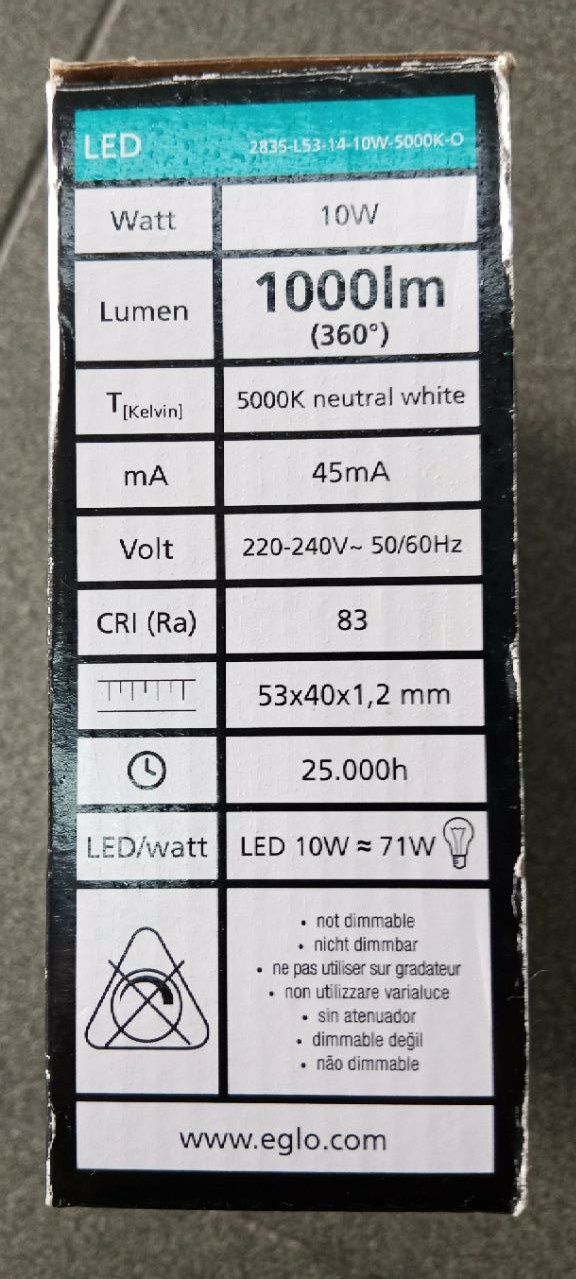 LED 2835-L53-14-10W-5000K-O
Watt 10W
Lumen 1000lm
(360°)
T[Kelvin] 5000K neutral white
mA 45mA
Volt 220-240V~ 50/60Hz
CRI (Ra) 83
53x40x1,2 mm
25.000h
LED/watt LED 10W ≈ 71W
• not dimmable
• nicht dimmbar
• ne pas utiliser sur gradateur
• non utilizzare varialuce
• sin atenuador
• dimmable değil
• não dimmable
www.eglo.com